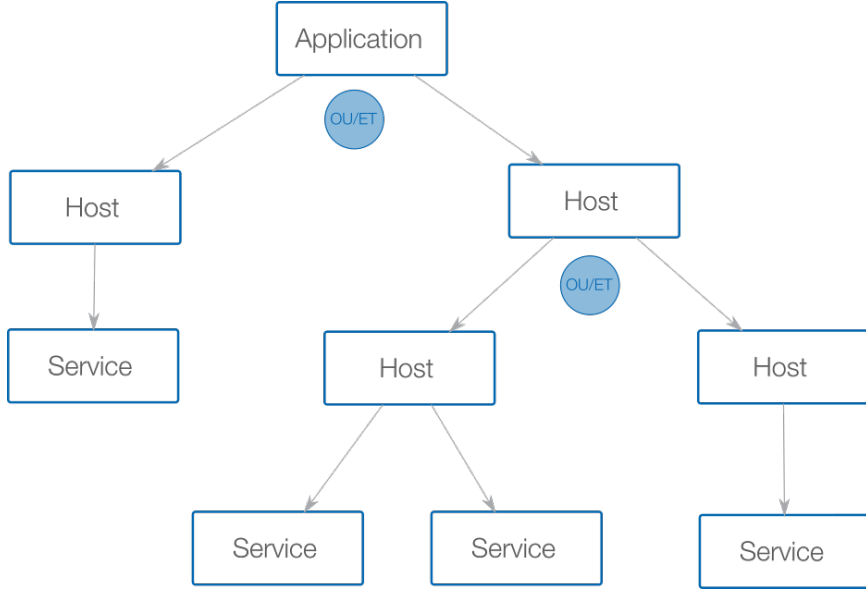 Application
OU/ET
Host
Host
OU/ET
Service
Host
Host
Service
Service
Service